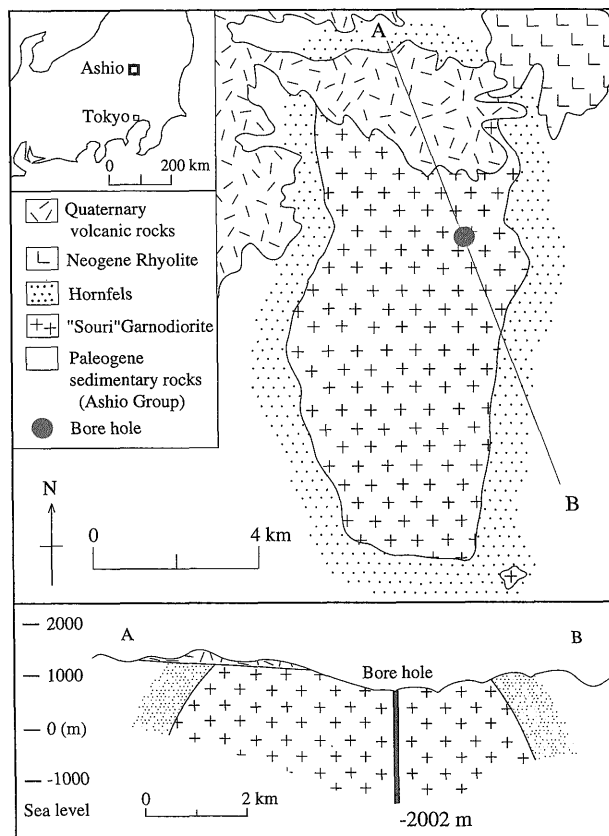 Ashio
Tokyo
0 200 km
Quaternary
volcanic rocks
Neogene Rhyolite
Hornfels
"Souri"Garnodiorite
Paleogene
sedimentary rocks
(Ashio Group)
Bore hole
N
0 4 km
A
B
2000
1000
0 (m)
-1000
Sea level
A
B
Bore hole
0 2 km
-2002 m